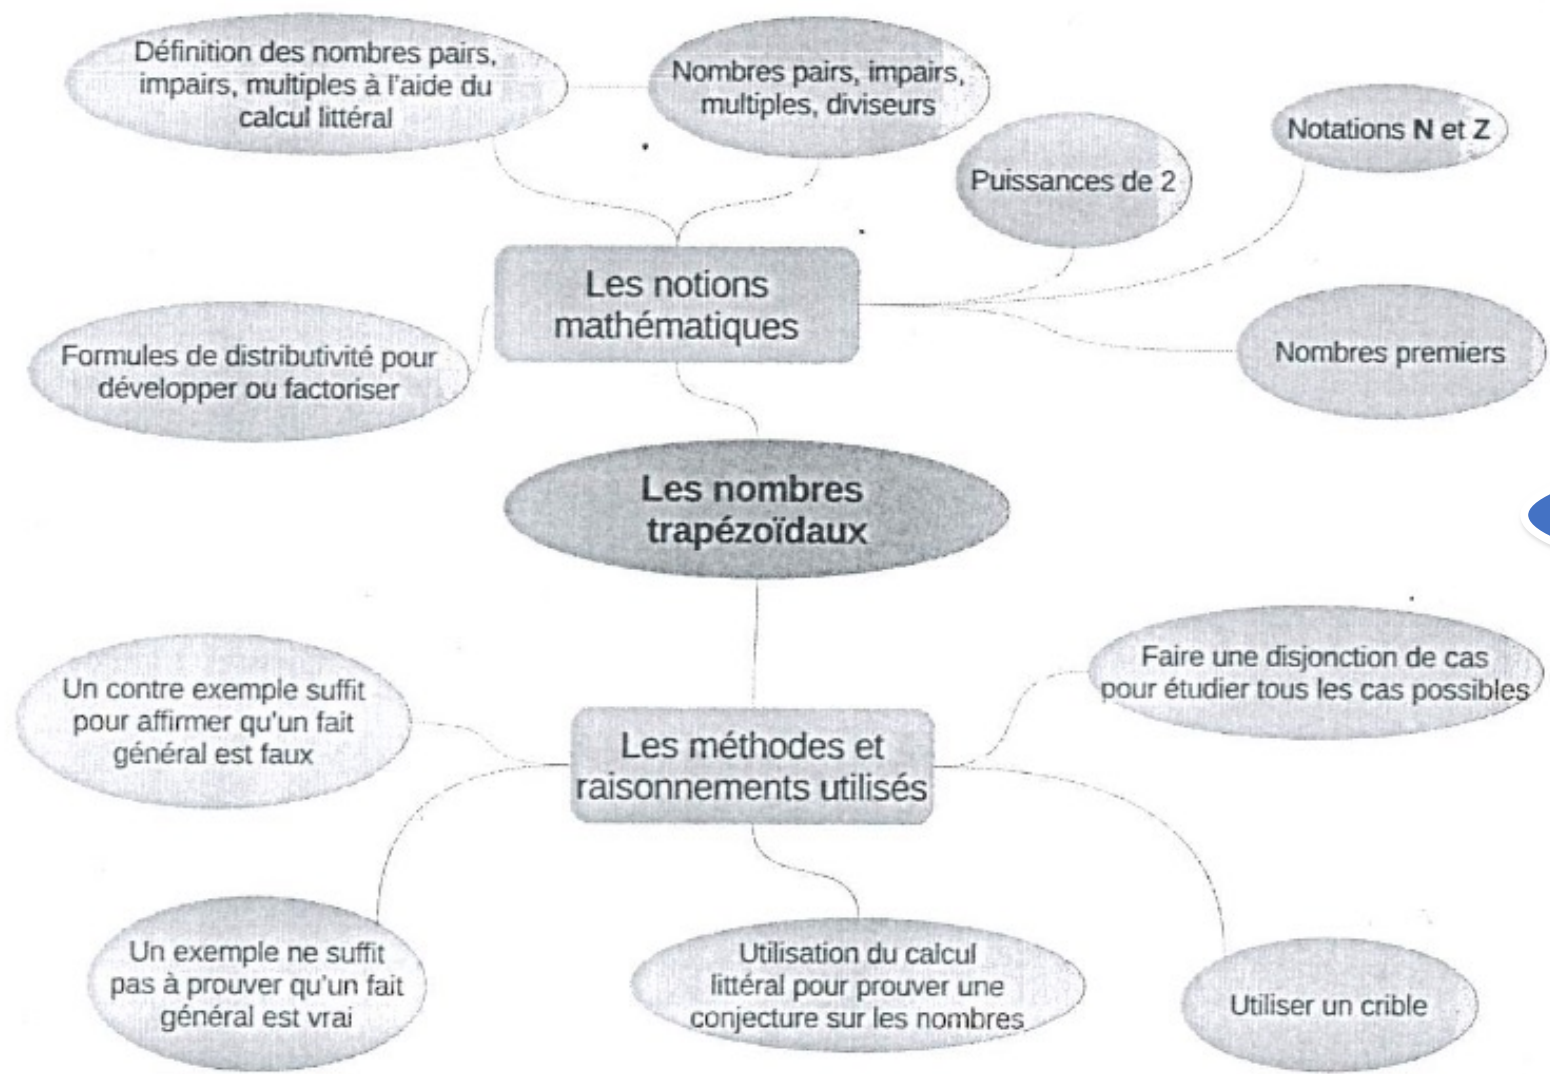 Définition des nombres pairs,
impairs, multiples à l'aide du
calcul littéral
Nombres pairs, impairs,
multiples, diviseurs
Puissances de 2
Notations N et Z
Les notions
mathématiques
Formules de distributivité pour
développer ou factoriser
Nombres premiers
Les nombres
trapézoïdaux
Un contre exemple suffit
pour affirmer qu'un fait
général est faux
Faire une disjonction de cas
pour étudier tous les cas possibles
Les méthodes et
raisonnements utilisés
Un exemple ne suffit
pas à prouver qu'un fait
général est vrai
Utilisation du calcul
littéral pour prouver une
conjecture sur les nombres
Utiliser un crible